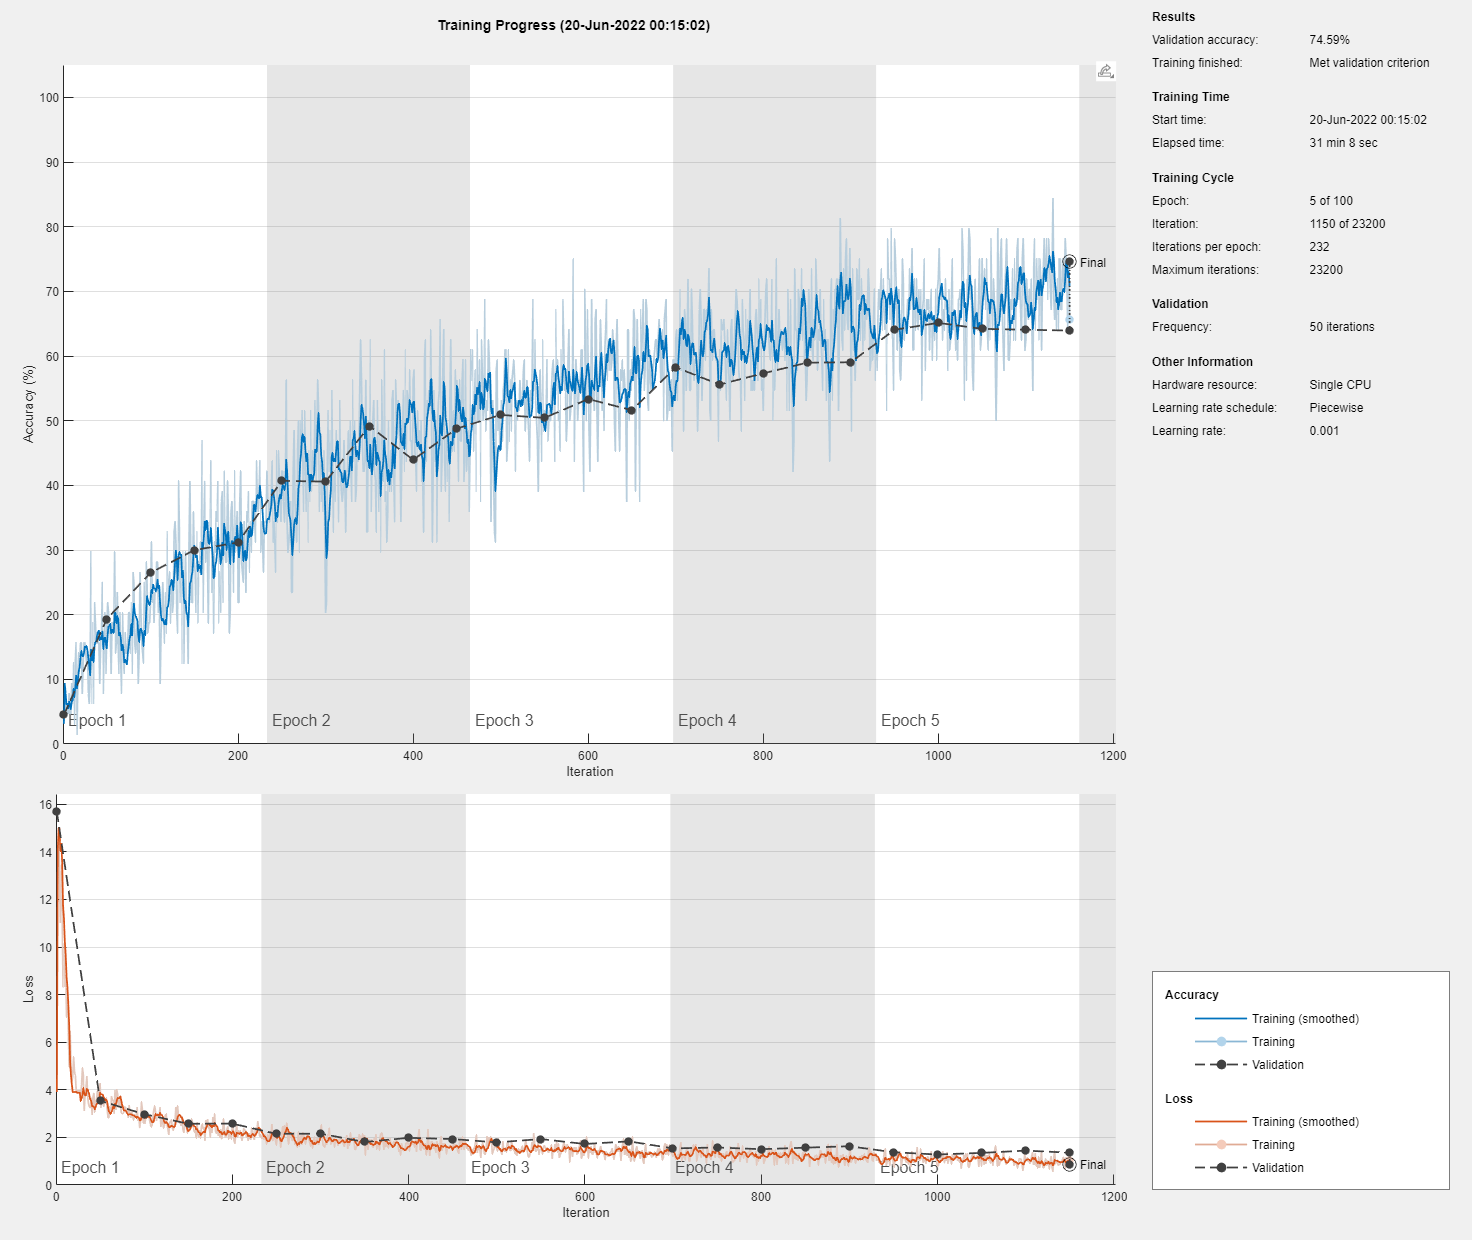 Training Progress (20-Jun-2022 00:15:02)
100
90
80
70
60
50
40
30
20
10
0
Accuracy (%)
Final
Epoch 1
Epoch 2
Epoch 3
Epoch 4
Epoch 5
0
200
400
600
800
1000
1200
Iteration
16
14
12
10
8
6
4
2
0
Loss
Final
Epoch 1
Epoch 2
Epoch 3
Epoch 4
Epoch 5
0
200
400
600
800
1000
1200
Iteration
Results
Validation accuracy: 74.59%
Training finished: Met validation criterion
Training Time
Start time: 20-Jun-2022 00:15:02
Elapsed time: 31 min 8 sec
Training Cycle
Epoch: 5 of 100
Iteration: 1150 of 23200
Iterations per epoch: 232
Maximum iterations: 23200
Validation
Frequency: 50 iterations
Other Information
Hardware resource: Single CPU
Learning rate schedule: Piecewise
Learning rate: 0.001
Accuracy
Training (smoothed)
Training
Validation
Loss
Training (smoothed)
Training
Validation